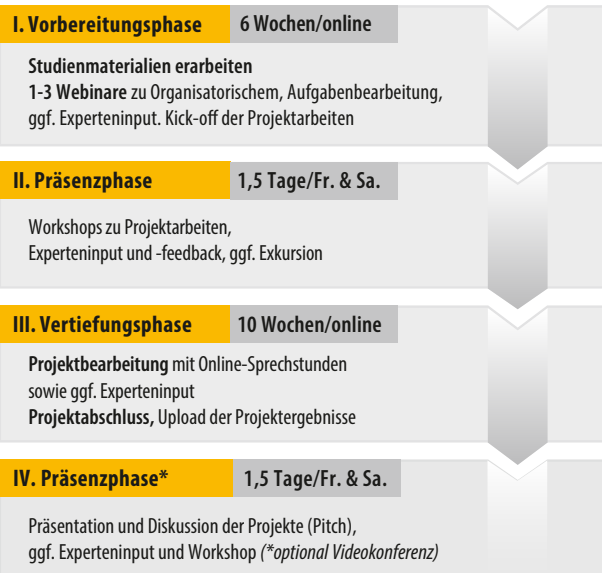 I. Vorbereitungsphase 6 Wochen/online
Studienmaterialien erarbeiten
1-3 Webinare zu Organisatorischem, Aufgabenbearbeitung,
ggf. Experteninput. Kick-off der Projektarbeiten
II. Präsenzphase 1,5 Tage/Fr. & Sa.
Workshops zu Projektarbeiten,
Experteninput und -feedback, ggf. Exkursion
III. Vertiefungsphase 10 Wochen/online
Projektbearbeitung mit Online-Sprechstunden
sowie ggf. Experteninput
Projektabschluss, Upload der Projektergebnisse
IV. Präsenzphase* 1,5 Tage/Fr. & Sa.
Präsentation und Diskussion der Projekte (Pitch),
ggf. Experteninput und Workshop (*optional Videokonferenz)